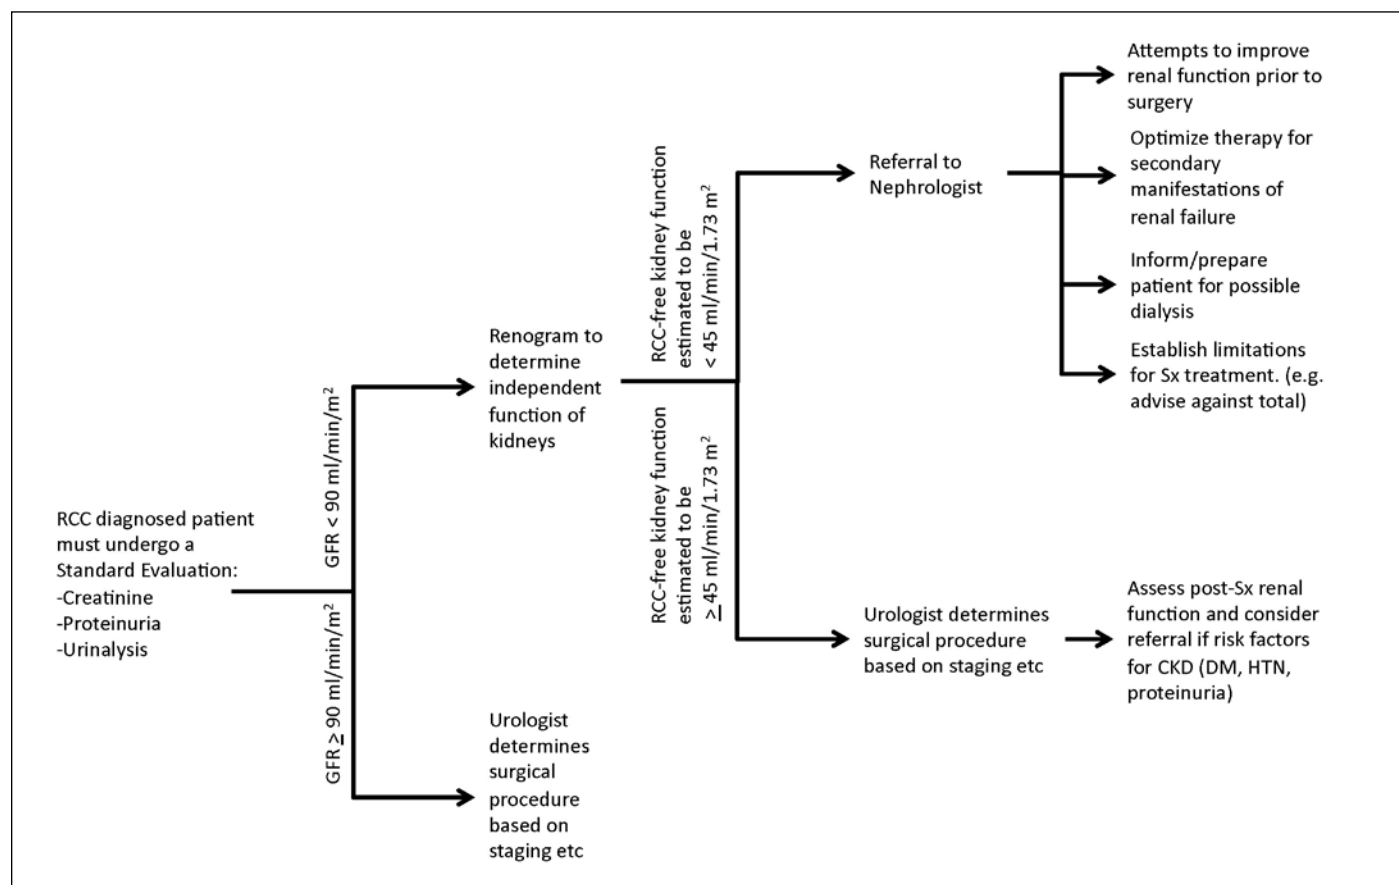 RCC diagnosed patient
must undergo a
Standard Evaluation:
-Creatinine
-Proteinuria
-Urinalysis
GFR < 90 ml/min/m²
GFR ≥ 90 ml/min/m²
Renogram to
determine
independent
function of
kidneys
Urologist
determines
surgical
procedure
based on
staging etc
RCC-free kidney function
estimated to be
< 45 ml/min/1.73 m²
RCC-free kidney function
estimated to be
≥ 45 ml/min/1.73 m²
Referral to
Nephrologist
Attempts to improve
renal function prior to
surgery
Optimize therapy for
secondary
manifestations of
renal failure
Inform/prepare
patient for possible
dialysis
Establish limitations
for Sx treatment. (e.g.
advise against total)
Urologist determines
surgical procedure
based on staging etc
Assess post-Sx renal
function and consider
referral if risk factors
for CKD (DM, HTN,
proteinuria)